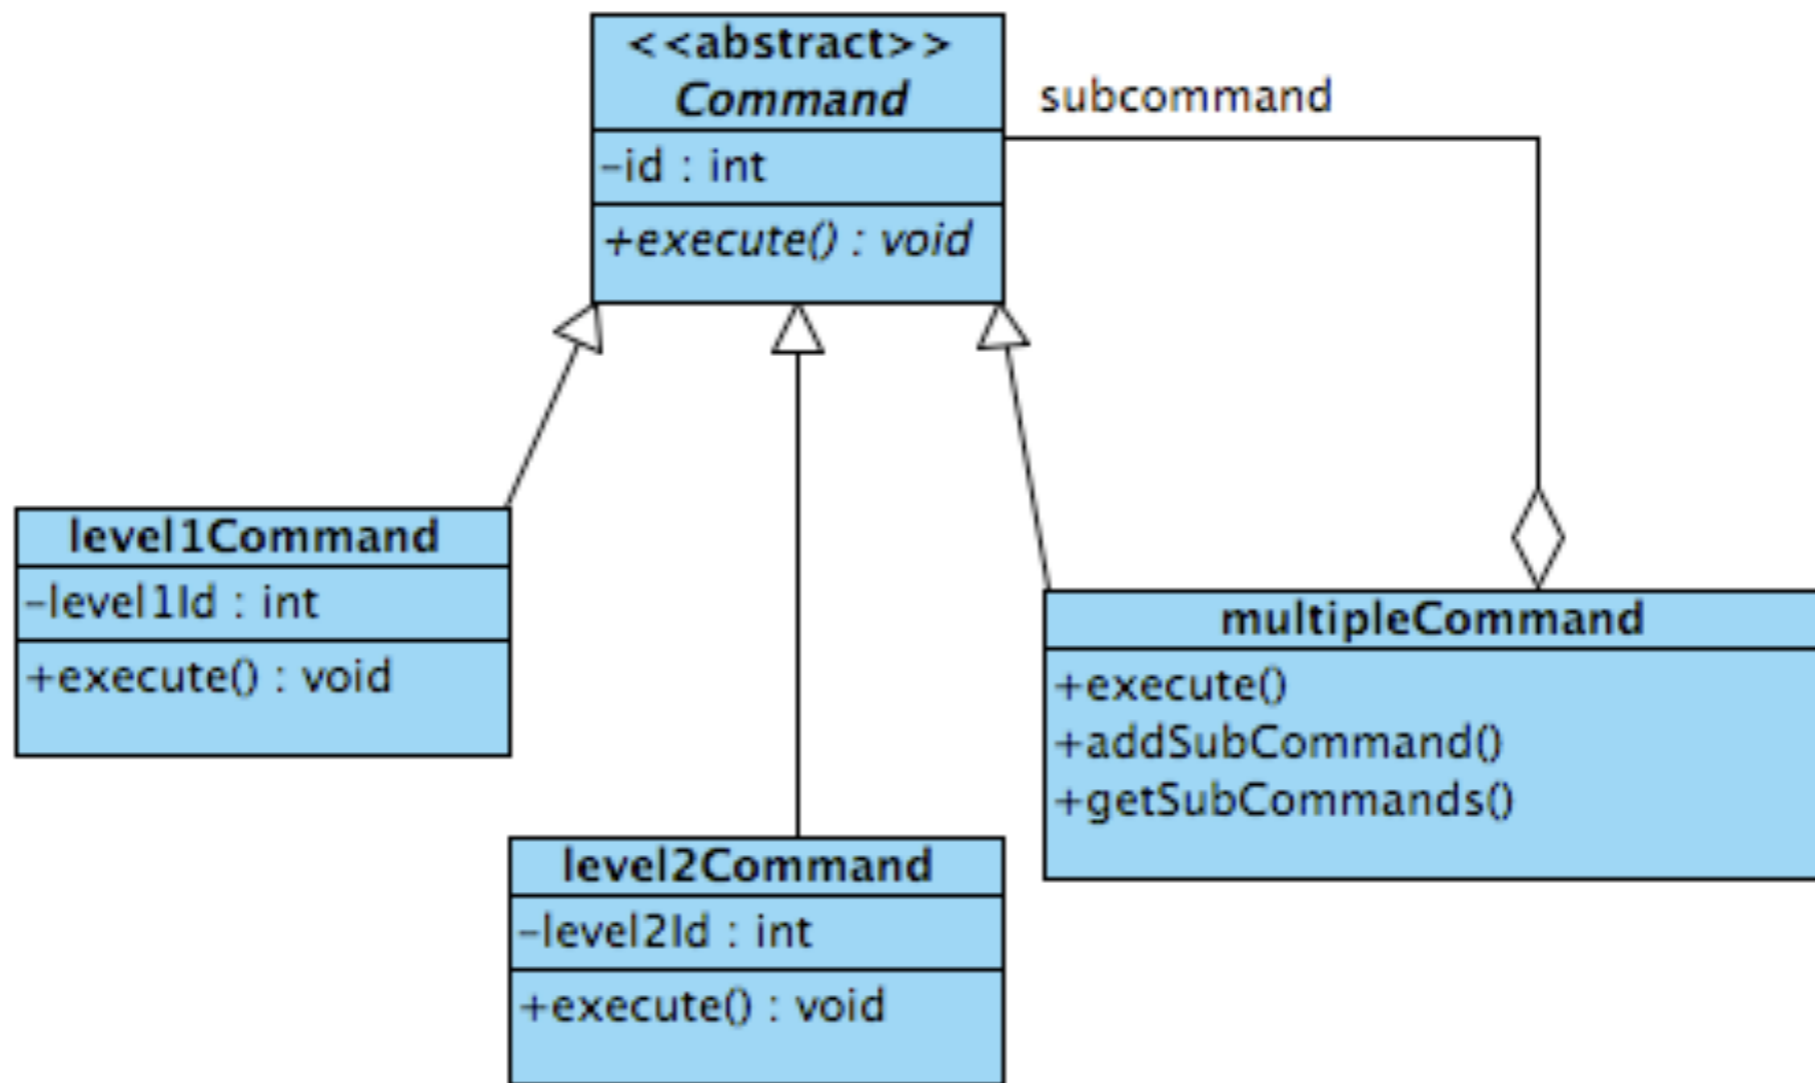 <<abstract>>
Command
-id : int
+execute() : void
subcommand
level1Command
-level1Id : int
+execute() : void
multipleCommand
+execute()
+addSubCommand()
+getSubCommands()
level2Command
-level2Id : int
+execute() : void